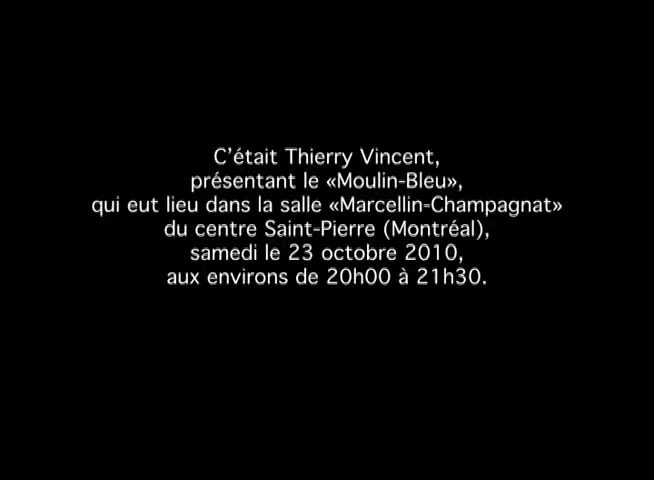 C’était Thierry Vincent,
présentant le «Moulin-Bleu»,
qui eut lieu dans la salle «Marcellin-Champagnat»
du centre Saint-Pierre (Montréal),
samedi le 23 octobre 2010,
aux environs de 20h00 à 21h30.